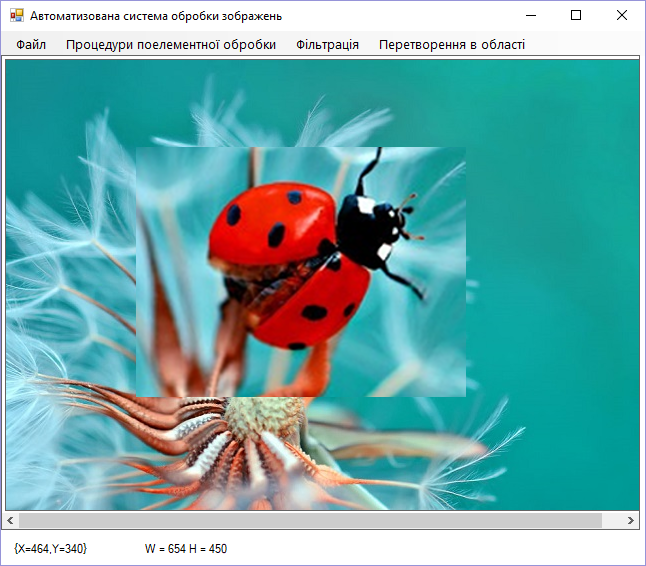 Автоматизована система обробки зображень
Файл Процедури поелементної обробки Фільтрація Перетворення в області
{X=464,Y=340} W = 654 H = 450